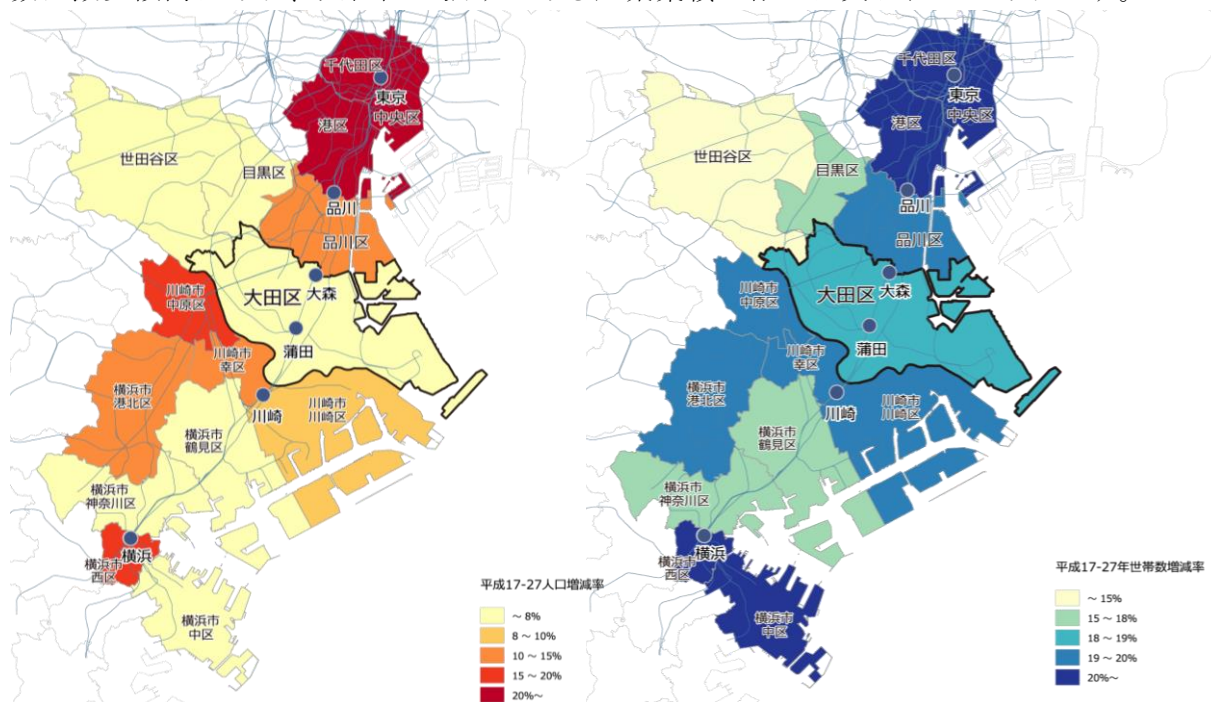 千代田区
東京
中央区
港区
世田谷区
目黒区
品川
品川区
川崎市
中原区
大田区
大森
蒲田
川崎市
幸区
横浜市
港北区
川崎
川崎市
川崎区
横浜市
鶴見区
横浜市
神奈川区
横浜
横浜市
西区
横浜市
中区
平成17-27人口増減率
~ 8%
8 ~ 10%
10 ~ 15%
15 ~ 20%
20%~
千代田区
東京
中央区
港区
世田谷区
目黒区
品川
品川区
川崎市
中原区
大田区
大森
蒲田
川崎市
幸区
横浜市
港北区
川崎
川崎市
川崎区
横浜市
鶴見区
横浜市
神奈川区
横浜
横浜市
西区
横浜市
中区
平成17-27年世帯数増減率
~ 15%
15 ~ 18%
18 ~ 19%
19 ~ 20%
20%~